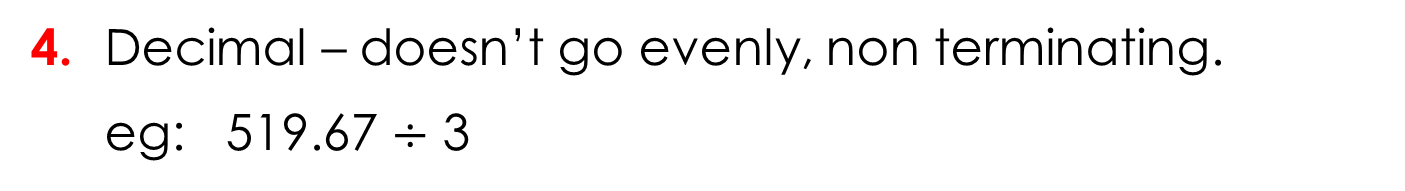 4. Decimal – doesn’t go evenly, non terminating.
eg: 519.67 ÷ 3